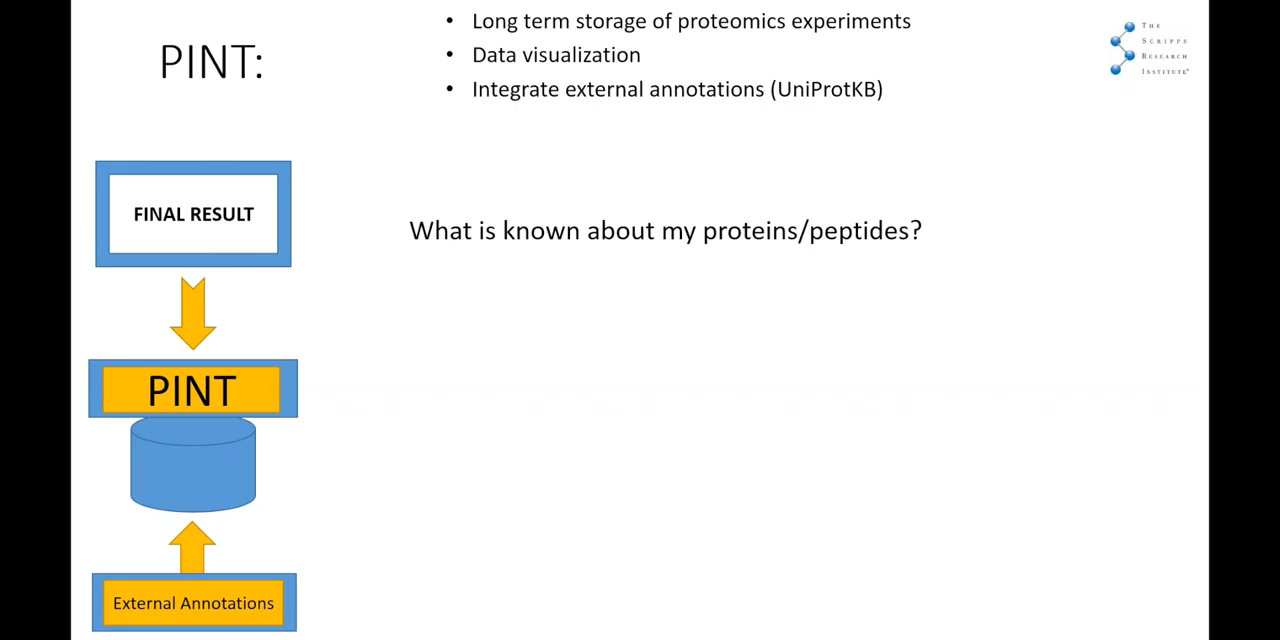 PINT:
• Long term storage of proteomics experiments
• Data visualization
• Integrate external annotations (UniProtKB)
THE
SCRIPPS
RESEARCH
INSTITUTE®
FINAL RESULT
What is known about my proteins/peptides?
PINT
External Annotations